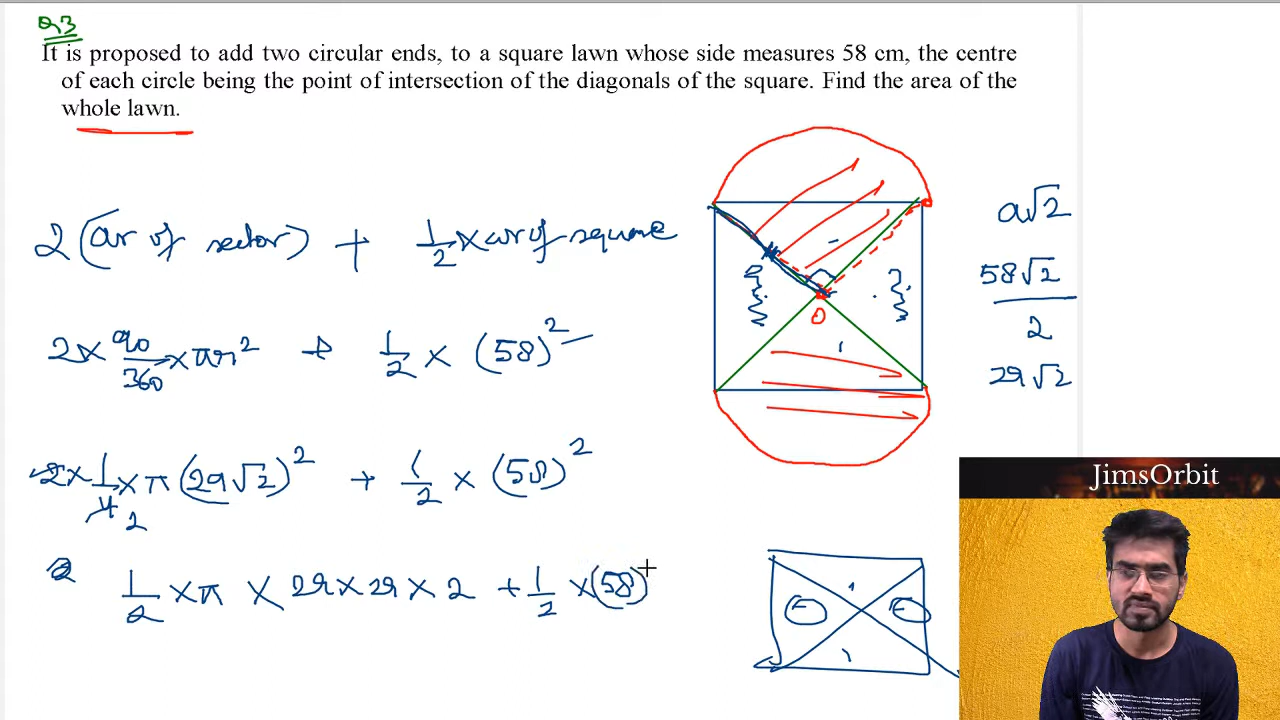 Q3
It is proposed to add two circular ends, to a square lawn whose side measures 58 cm, the centre
of each circle being the point of intersection of the diagonals of the square. Find the area of the
whole lawn.
2 (ar of sector) + 1/2 × ar of square
2 × 90/360 × πr² + 1/2 × (58)²
2 × 1/4 2 × π (29√2)² + 1/2 × (58)²
1/2 × π × 29 × 29 × 2 + 1/2 × (58)
O
a√2
58√2
2
29√2
JimsOrbit